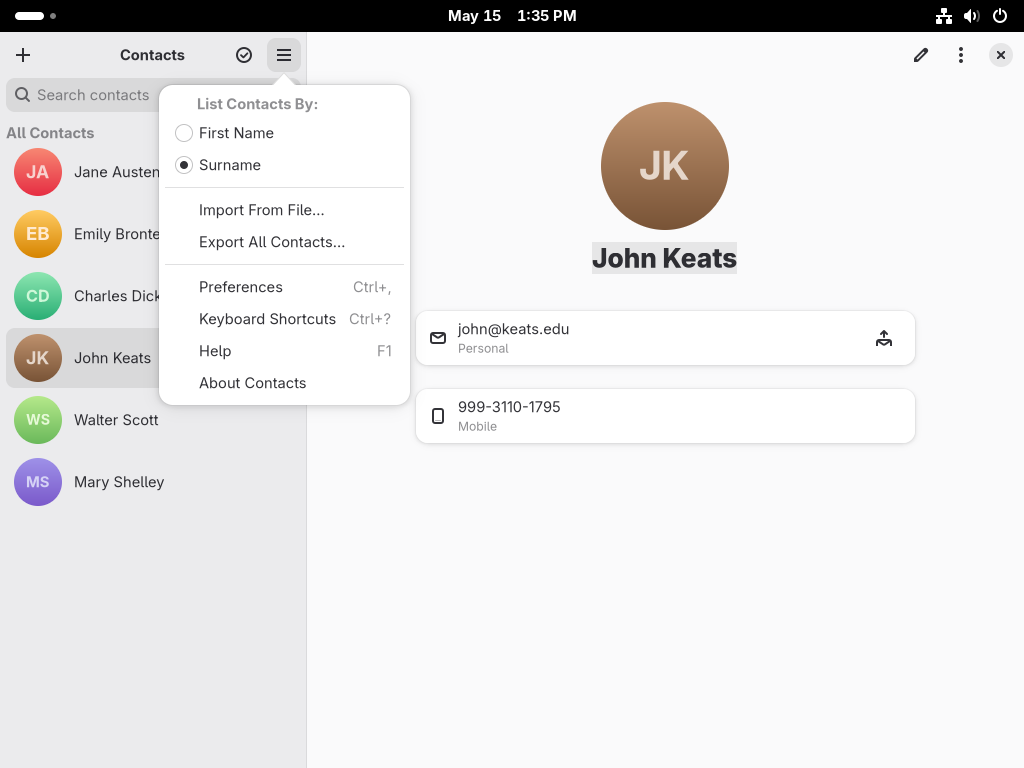 May 15 1:35 PM
Contacts
Search contacts
All Contacts
JA Jane Austen
EB Emily Bronte
CD Charles Dick
JK John Keats
WS Walter Scott
MS Mary Shelley
List Contacts By:
First Name
Surname
Import From File…
Export All Contacts…
Preferences Ctrl+,
Keyboard Shortcuts Ctrl+?
Help F1
About Contacts
JK
John Keats
john@keats.edu
Personal
999-3110-1795
Mobile